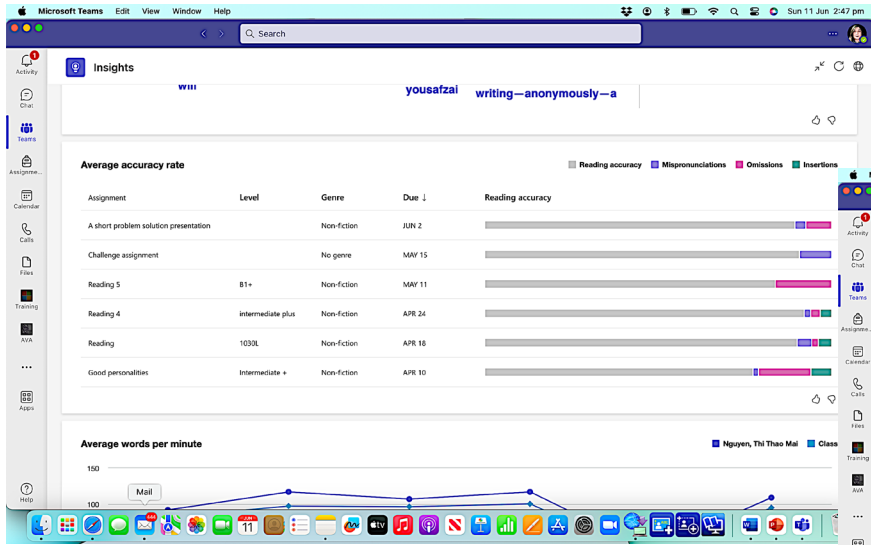 Microsoft Teams Edit View Window Help Sun 11 Jun 2:47 pm
Search
Insights
Activity
Chat
Teams
Assignme...
Calendar
Calls
Files
Training
AVA
Apps
Help
will
yousafzai
writing—anonymously—a
Average accuracy rate
Reading accuracy Mispronunciations Omissions Insertions
Assignment Level Genre Due ↓ Reading accuracy
A short problem solution presentation Non-fiction JUN 2
Challenge assignment No genre MAY 15
Reading 5 B1+ Non-fiction MAY 11
Reading 4 intermediate plus Non-fiction APR 24
Reading 1030L Non-fiction APR 18
Good personalities Intermediate + Non-fiction APR 10
Average words per minute
Nguyen, Thi Thao Mai Class
150
100
Mail
11
tv
Activity
Chat
Teams
Assignme
Calendar
Calls
Files
Training
AVA